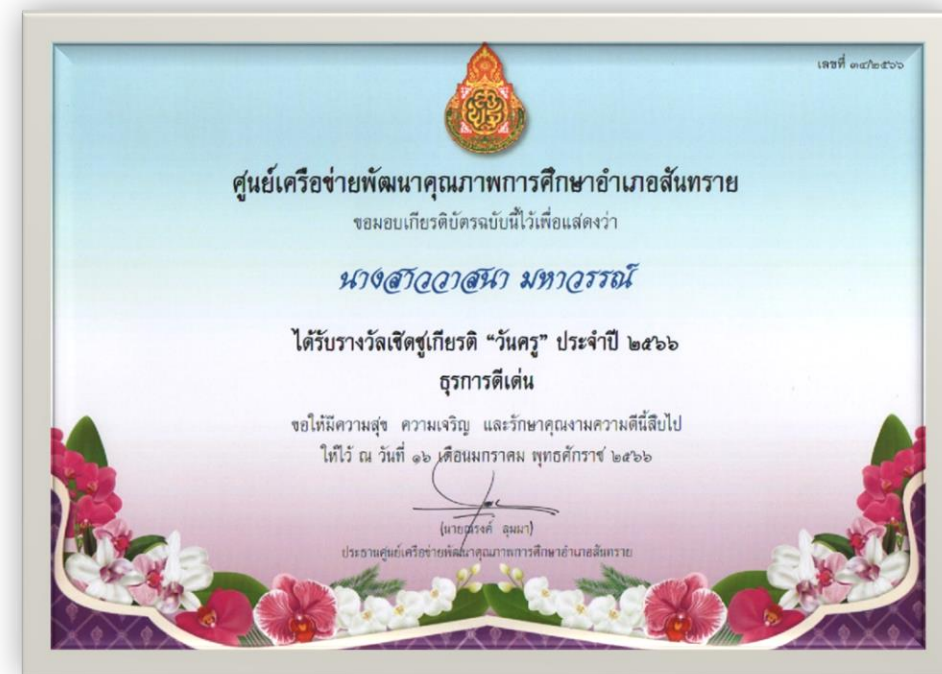 เลขที่ ๓๔/๒๕๖๖
ศูนย์เครือข่ายพัฒนาคุณภาพการศึกษาอำเภอสันทราย
ขอมอบเกียรติบัตรฉบับนี้ไว้เพื่อแสดงว่า
นางสาววาสนา มหาวรรณ์
ได้รับรางวัลเชิดชูเกียรติ “วันครู” ประจำปี ๒๕๖๖
ธุรการดีเด่น
ขอให้มีความสุข ความเจริญ และรักษาคุณงามความดีนี้สืบไป
ให้ไว้ ณ วันที่ ๑๖ เดือนมกราคม พุทธศักราช ๒๕๖๖
ลุมมา)
ประธานศูนย์เครือข่ายพัฒนาคุณภาพการศึกษาอำเภอสันทราย